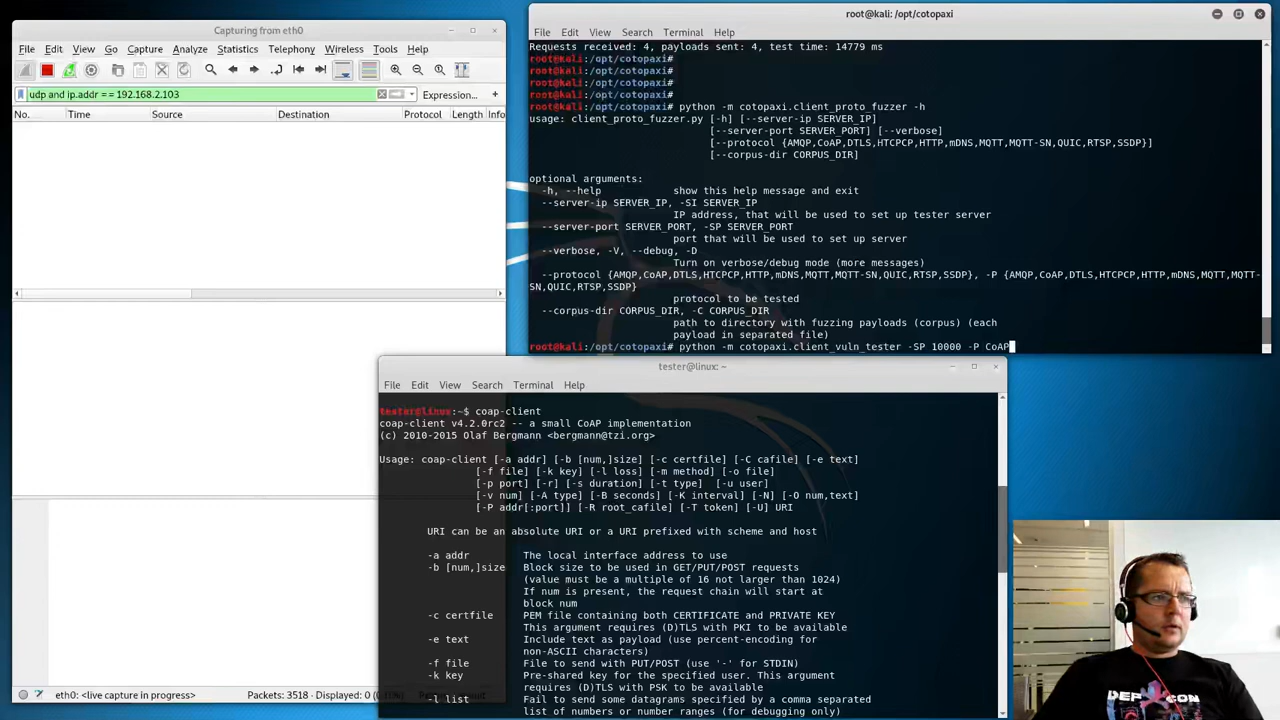 Capturing from eth0
File Edit View Go Capture Analyze Statistics Telephony Wireless Tools Help
udp and ip.addr == 192.168.2.103
Expression... +
No. Time Source Destination Protocol Length Info
eth0: <live capture in progress>
Packets: 3518 · Displayed: 0
root@kali: /opt/cotopaxi
File Edit View Search Terminal Help
Requests received: 4, payloads sent: 4, test time: 14779 ms
root@kali:/opt/cotopaxi#
root@kali:/opt/cotopaxi#
root@kali:/opt/cotopaxi#
root@kali:/opt/cotopaxi#
root@kali:/opt/cotopaxi# python -m cotopaxi.client_proto_fuzzer -h
usage: client_proto_fuzzer.py [-h] [--server-ip SERVER_IP]
[--server-port SERVER_PORT] [--verbose]
[--protocol {AMQP,CoAP,DTLS,HTCPCP,HTTP,mDNS,MQTT,MQTT-SN,QUIC,RTSP,SSDP}]
[--corpus-dir CORPUS_DIR]
optional arguments:
-h, --help show this help message and exit
--server-ip SERVER_IP, -SI SERVER_IP
IP address, that will be used to set up tester server
--server-port SERVER_PORT, -SP SERVER_PORT
port that will be used to set up server
--verbose, -V, --debug, -D
Turn on verbose/debug mode (more messages)
--protocol {AMQP,CoAP,DTLS,HTCPCP,HTTP,mDNS,MQTT,MQTT-SN,QUIC,RTSP,SSDP}, -P {AMQP,CoAP,DTLS,HTCPCP,HTTP,mDNS,MQTT,MQTT-
SN,QUIC,RTSP,SSDP}
protocol to be tested
--corpus-dir CORPUS_DIR, -C CORPUS_DIR
path to directory with fuzzing payloads (corpus) (each
payload in separated file)
root@kali:/opt/cotopaxi# python -m cotopaxi.client_vuln_tester -SP 10000 -P CoAP
tester@linux: ~
File Edit View Search Terminal Help
tester@linux:~$ coap-client
coap-client v4.2.0rc2 -- a small CoAP implementation
(c) 2010-2015 Olaf Bergmann <bergmann@tzi.org>
Usage: coap-client [-a addr] [-b [num,]size] [-c certfile] [-C cafile] [-e text]
[-f file] [-k key] [-l loss] [-m method] [-o file]
[-p port] [-r] [-s duration] [-t type] [-u user]
[-v num] [-A type] [-B seconds] [-K interval] [-N] [-O num,text]
[-P addr[:port]] [-R root_cafile] [-T token] [-U] URI
URI can be an absolute URI or a URI prefixed with scheme and host
-a addr The local interface address to use
-b [num,]size Block size to be used in GET/PUT/POST requests
(value must be a multiple of 16 not larger than 1024)
If num is present, the request chain will start at
block num
-c certfile PEM file containing both CERTIFICATE and PRIVATE KEY
This argument requires (D)TLS with PKI to be available
-e text Include text as payload (use percent-encoding for
non-ASCII characters)
-f file File to send with PUT/POST (use '-' for STDIN)
-k key Pre-shared key for the specified user. This argument
requires (D)TLS with PSK to be available
-l list Fail to send some datagrams specified by a comma separated
list of numbers or number ranges (for debugging only)
DEF CON